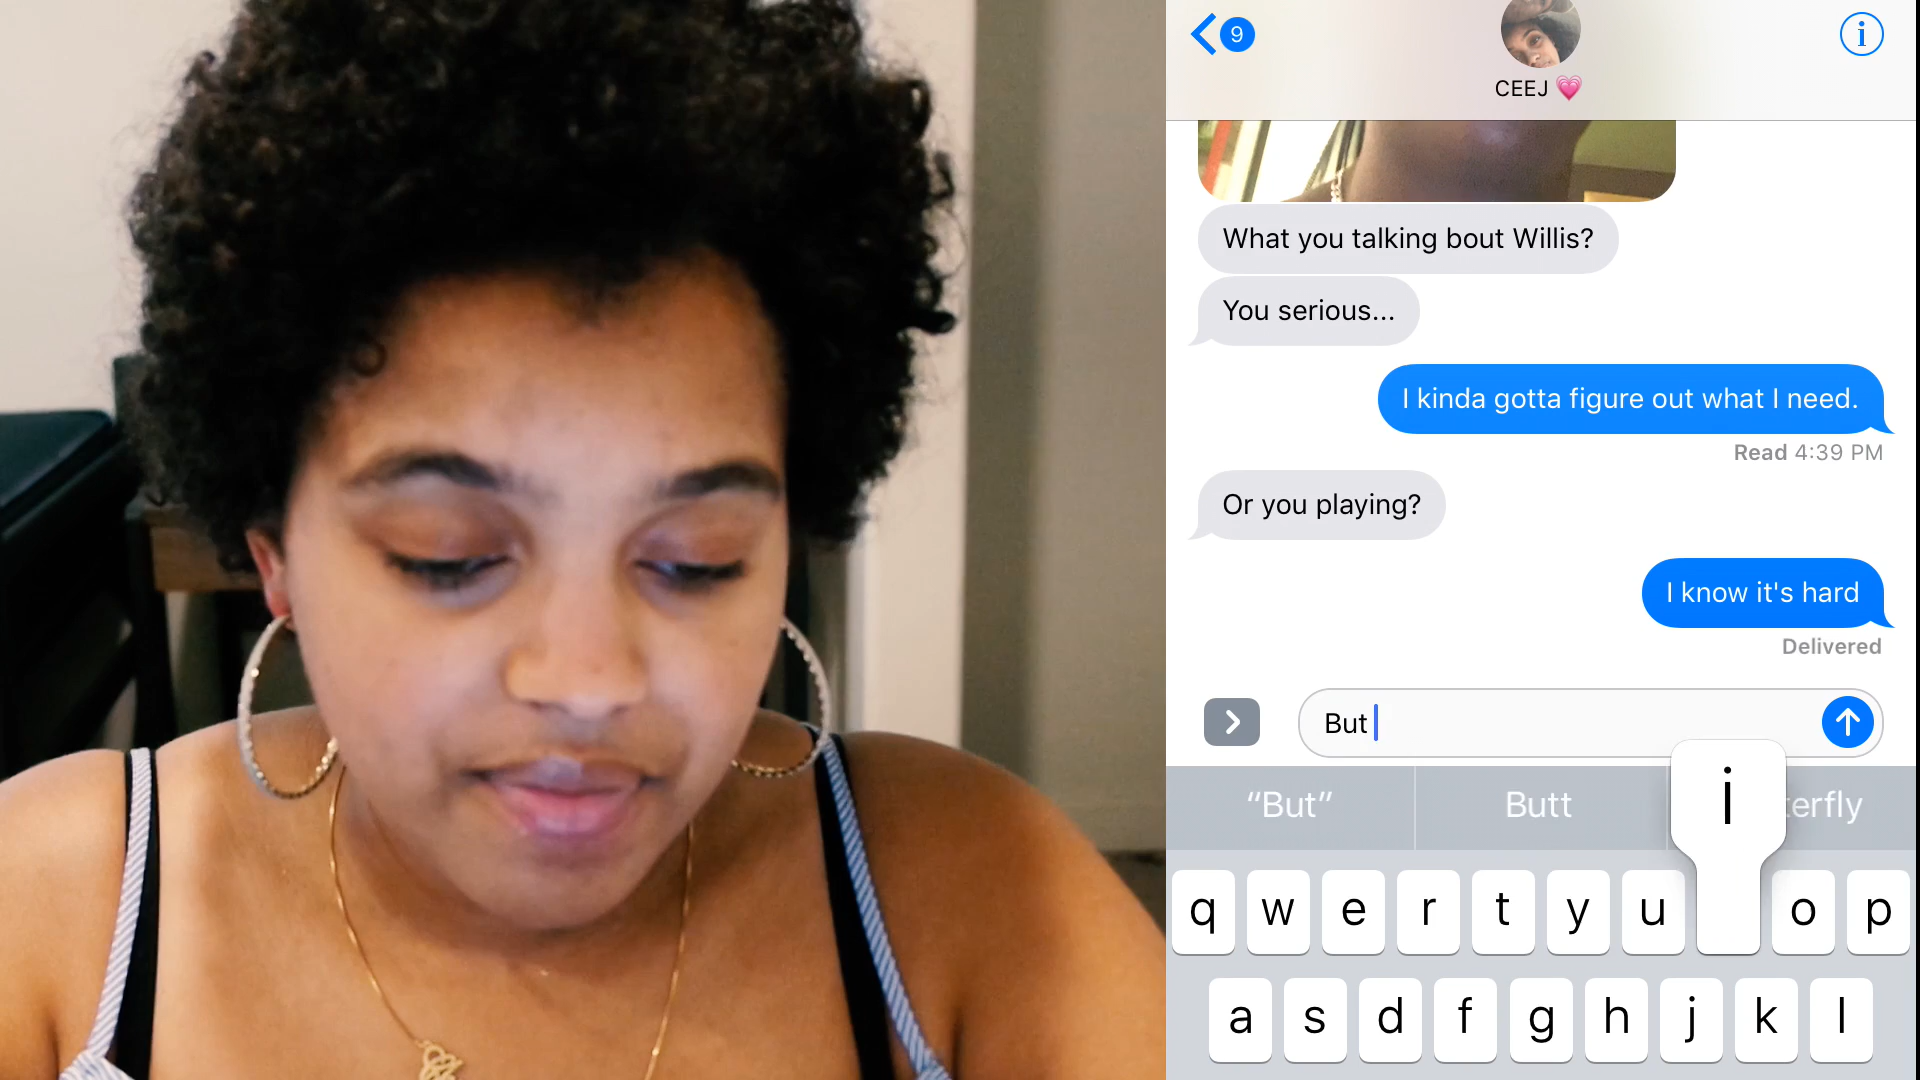 9
i
CEEJ 💗
What you talking bout Willis?
You serious...
I kinda gotta figure out what I need.
Read 4:39 PM
Or you playing?
I know it's hard
Delivered
But
“But” Butt terfly
i
q w e r t y u o p
a s d f g h j k l